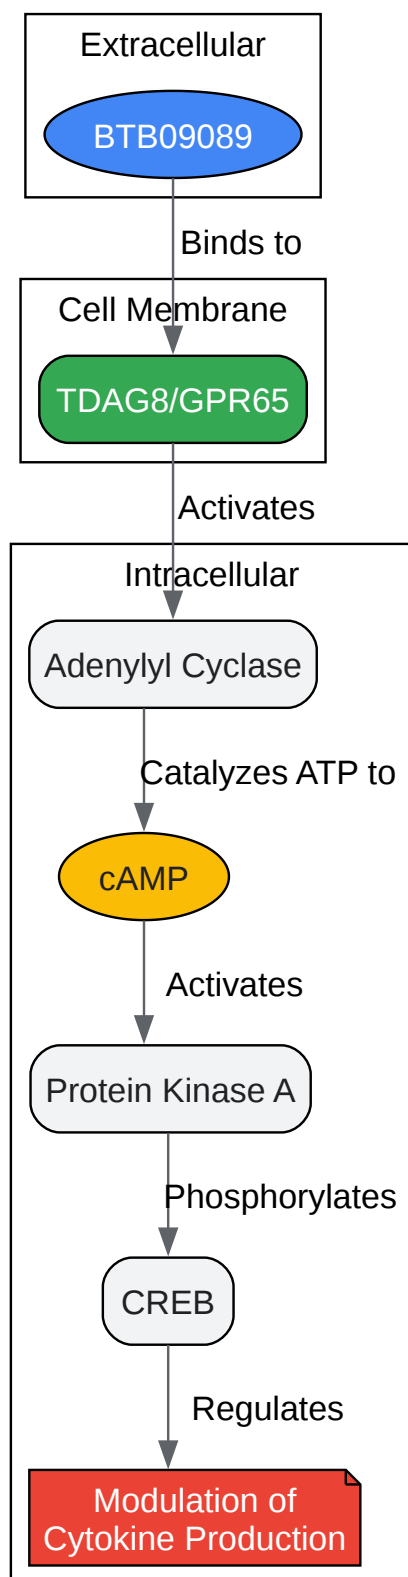 Extracellular
BTB09089
Binds to
Cell Membrane
TDAG8/GPR65
Activates
Intracellular
Adenylyl Cyclase
Catalyzes ATP to
cAMP
Activates
Protein Kinase A
Phosphorylates
CREB
Regulates
Modulation of
Cytokine Production